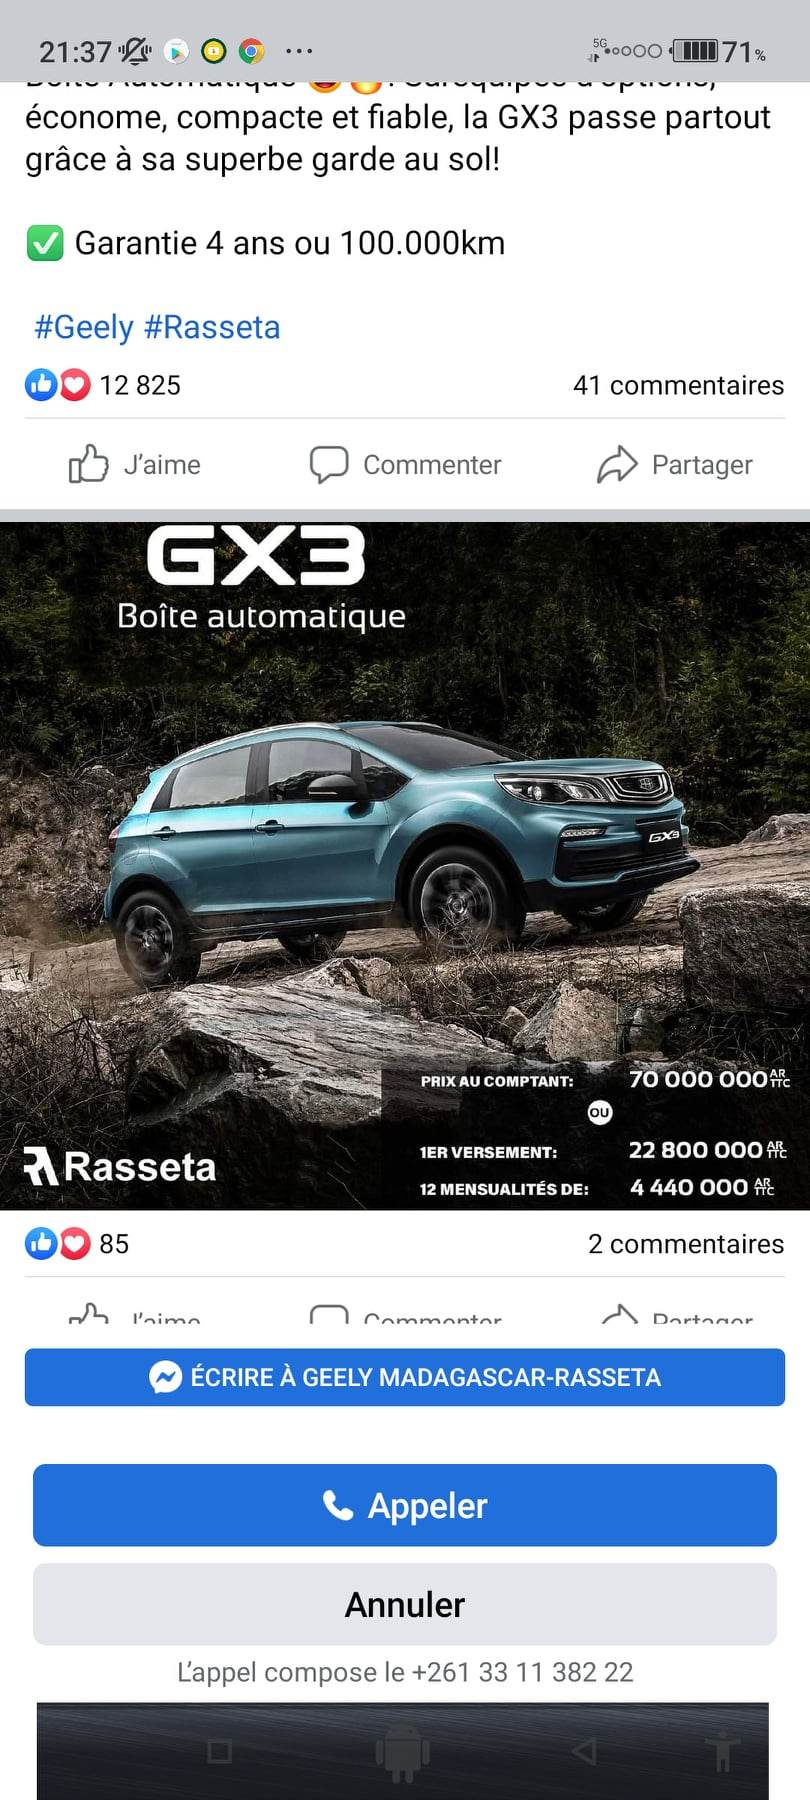 21:37
5G
71%
Boîte Automatique
économe, compacte et fiable, la GX3 passe partout
grâce à sa superbe garde au sol!
Garantie 4 ans ou 100.000km
#Geely #Rasseta
12 825
41 commentaires
J'aime
Commenter
Partager
GX3
Boîte automatique
GX3
PRIX AU COMPTANT: 70 000 000 AR TTC
OU
1ER VERSEMENT: 22 800 000 AR TTC
12 MENSUALITÉS DE: 4 440 000 AR TTC
Rasseta
85
2 commentaires
J'aime
Commenter
Partager
ÉCRIRE À GEELY MADAGASCAR-RASSETA
Appeler
Annuler
L'appel compose le +261 33 11 382 22